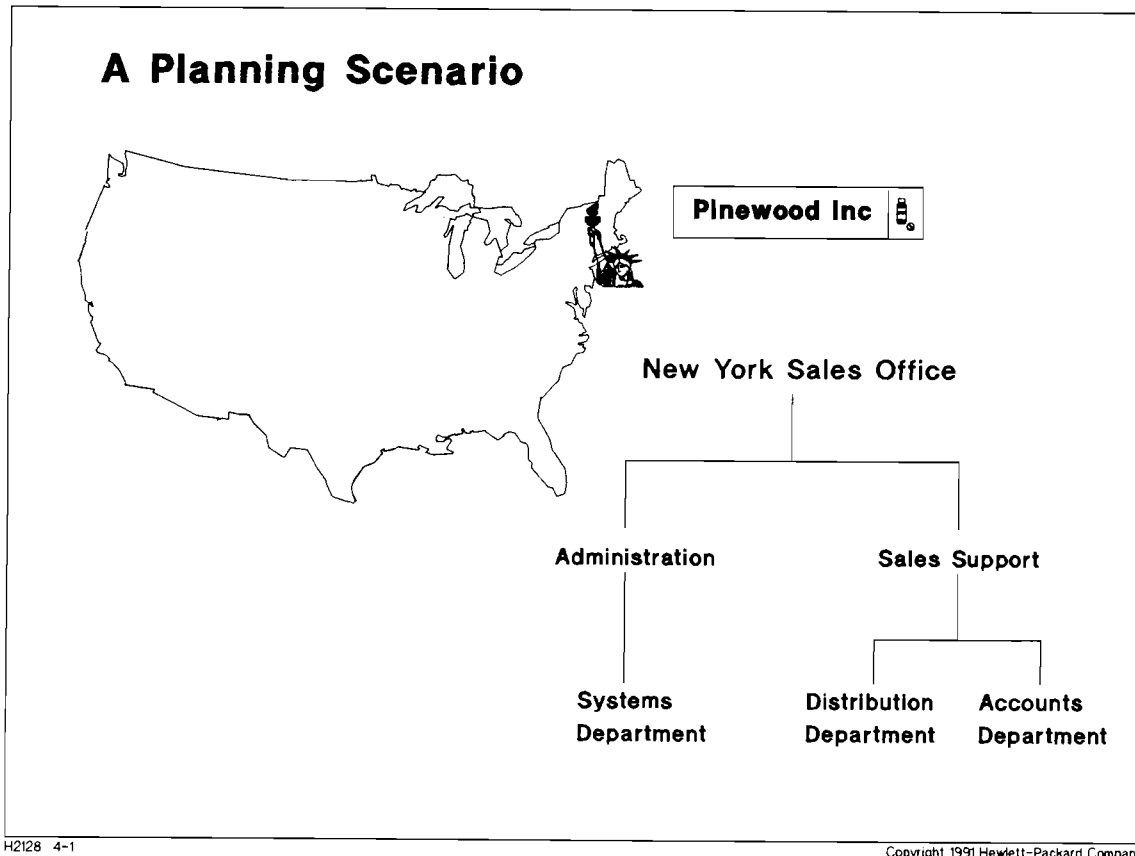 A Planning Scenario
Pinewood Inc
New York Sales Office
Administration
Sales Support
Systems
Department
Distribution
Department
Accounts
Department
H2128 4-1
Copyright 1991 Hewlett-Packard Company